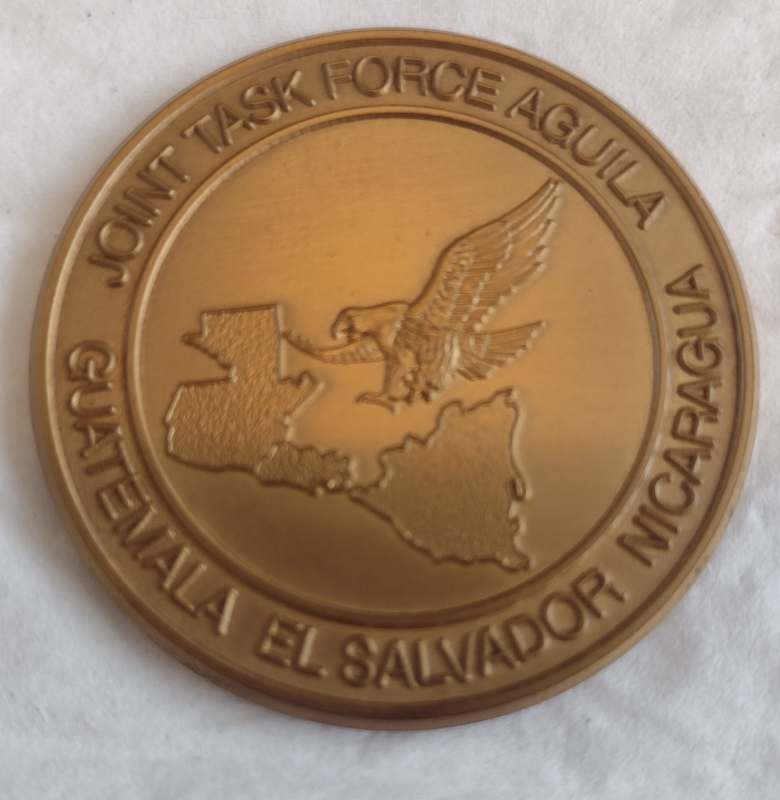 JOINT TASK FORCE AGUILA
GUATEMALA EL SALVADOR NICARAGUA